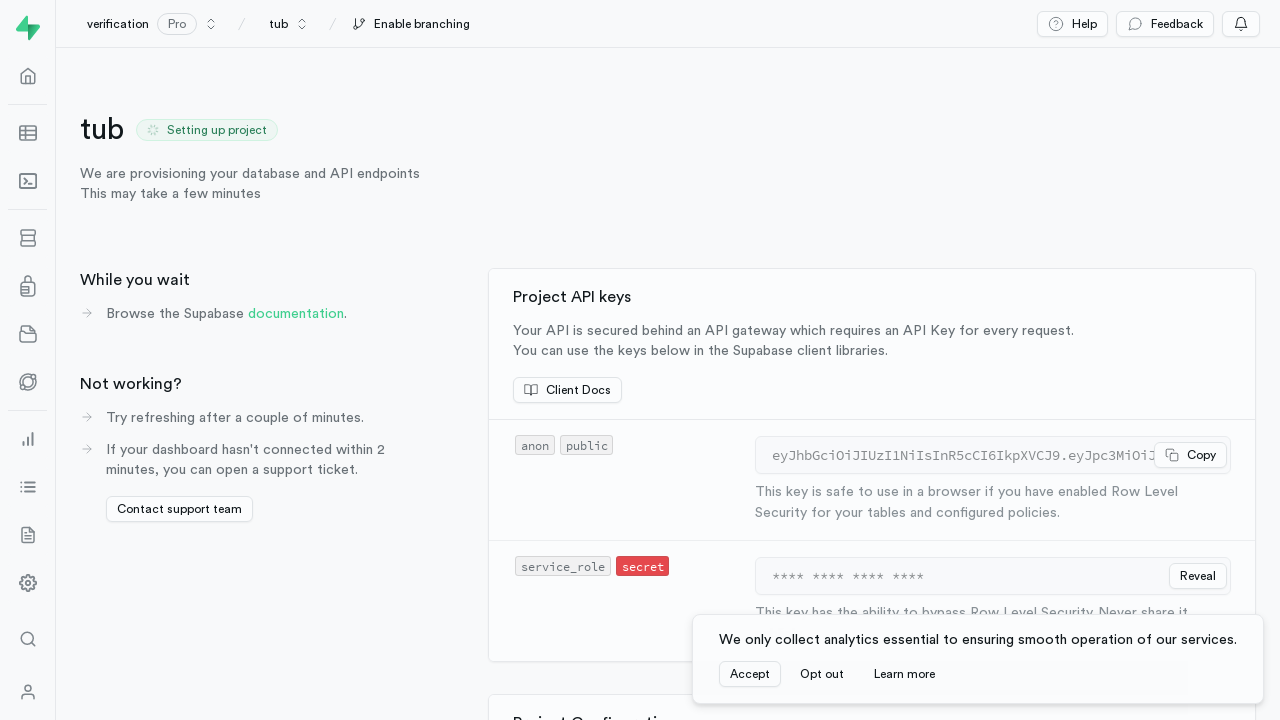 verification Pro / tub / Enable branching
Help Feedback
tub Setting up project
We are provisioning your database and API endpoints
This may take a few minutes
While you wait
Browse the Supabase documentation.
Not working?
Try refreshing after a couple of minutes.
If your dashboard hasn't connected within 2
minutes, you can open a support ticket.
Contact support team
Project API keys
Your API is secured behind an API gateway which requires an API Key for every request.
You can use the keys below in the Supabase client libraries.
Client Docs
anon public
eyJhbGciOiJIUzI1NiIsInR5cCI6IkpXVCJ9.eyJpc3MiOiJ Copy
This key is safe to use in a browser if you have enabled Row Level
Security for your tables and configured policies.
service_role secret
**** **** **** **** Reveal
This key has the ability to bypass Row Level Security. Never share it
We only collect analytics essential to ensuring smooth operation of our services.
Accept Opt out Learn more